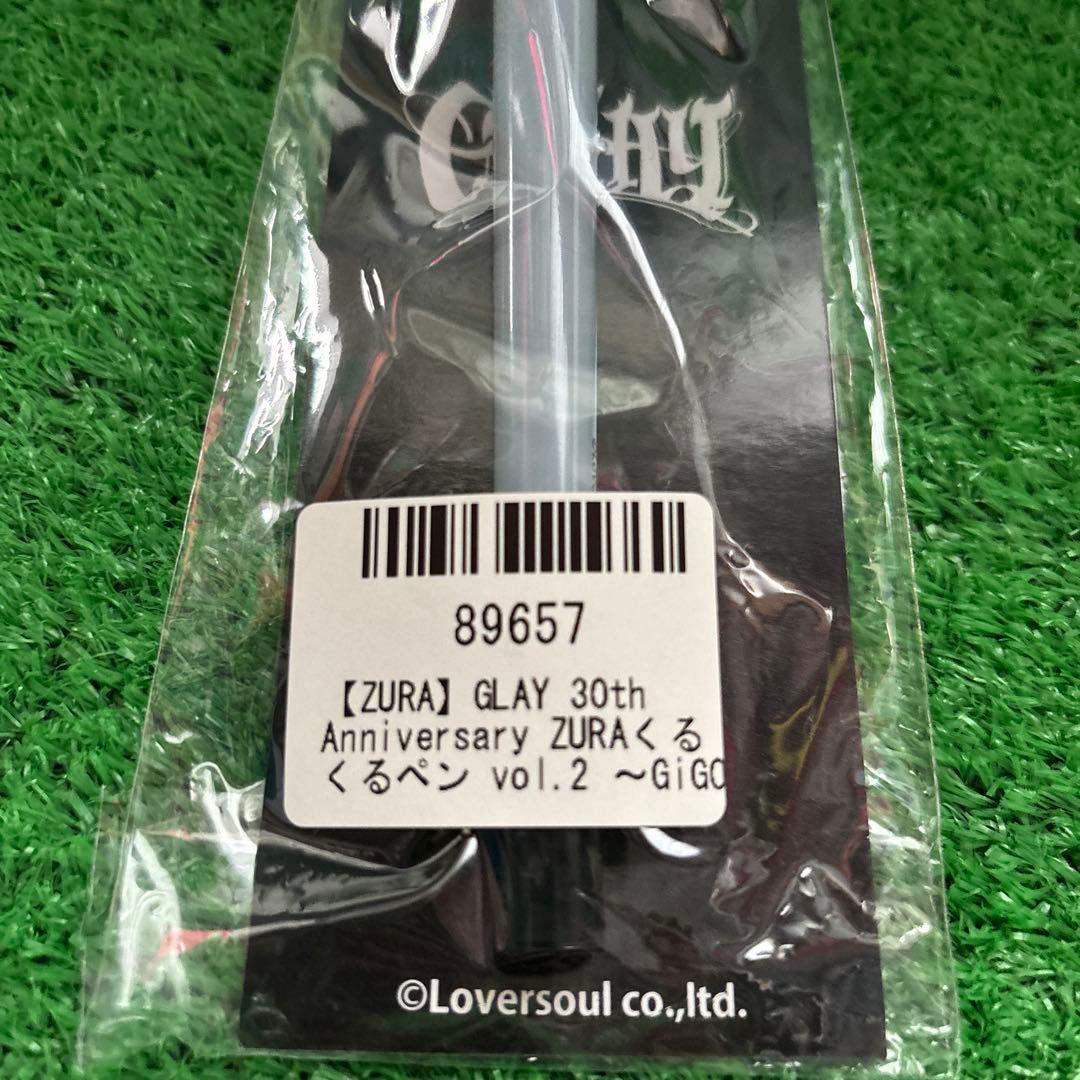 89657
【ZURA】GLAY 30th
Anniversary ZURAくる
くるペン vol.2 ～GiGO
©Loversoul co.,ltd.